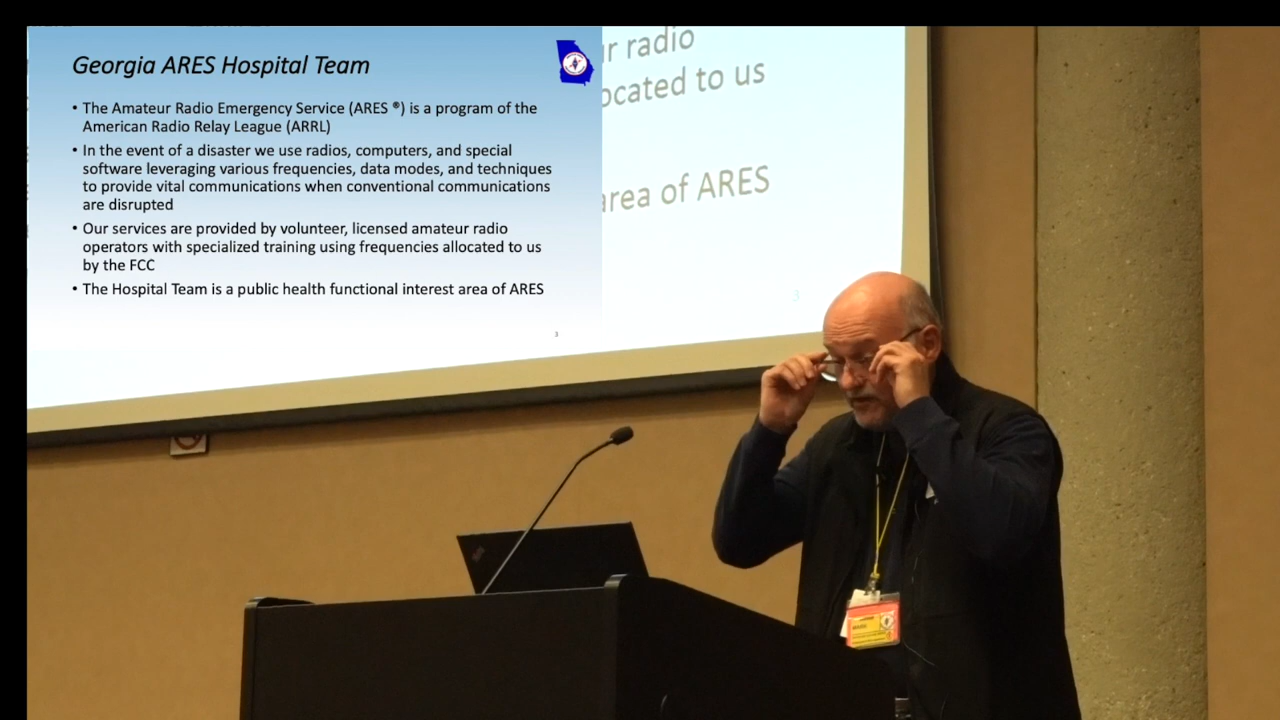 Georgia ARES Hospital Team
• The Amateur Radio Emergency Service (ARES ®) is a program of the
American Radio Relay League (ARRL)
• In the event of a disaster we use radios, computers, and special
software leveraging various frequencies, data modes, and techniques
to provide vital communications when conventional communications
are disrupted
• Our services are provided by volunteer, licensed amateur radio
operators with specialized training using frequencies allocated to us
by the FCC
• The Hospital Team is a public health functional interest area of ARES
3
radio
ocated to us
area of ARES
3